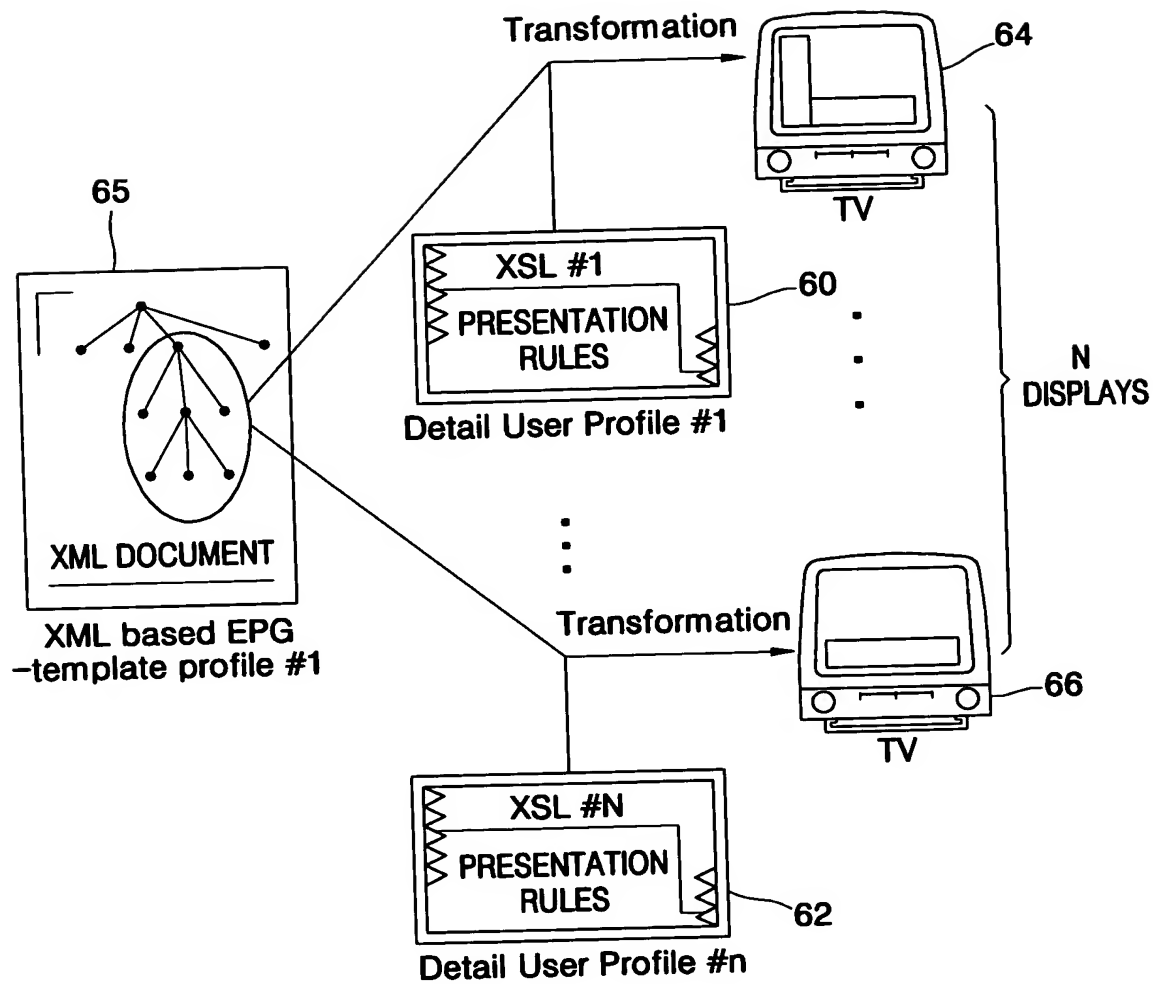 Transformation
64
TV
65
XSL #1
PRESENTATION
RULES
60
Detail User Profile #1
N
DISPLAYS
XML DOCUMENT
XML based EPG
-template profile #1
Transformation
66
TV
XSL #N
PRESENTATION
RULES
62
Detail User Profile #n